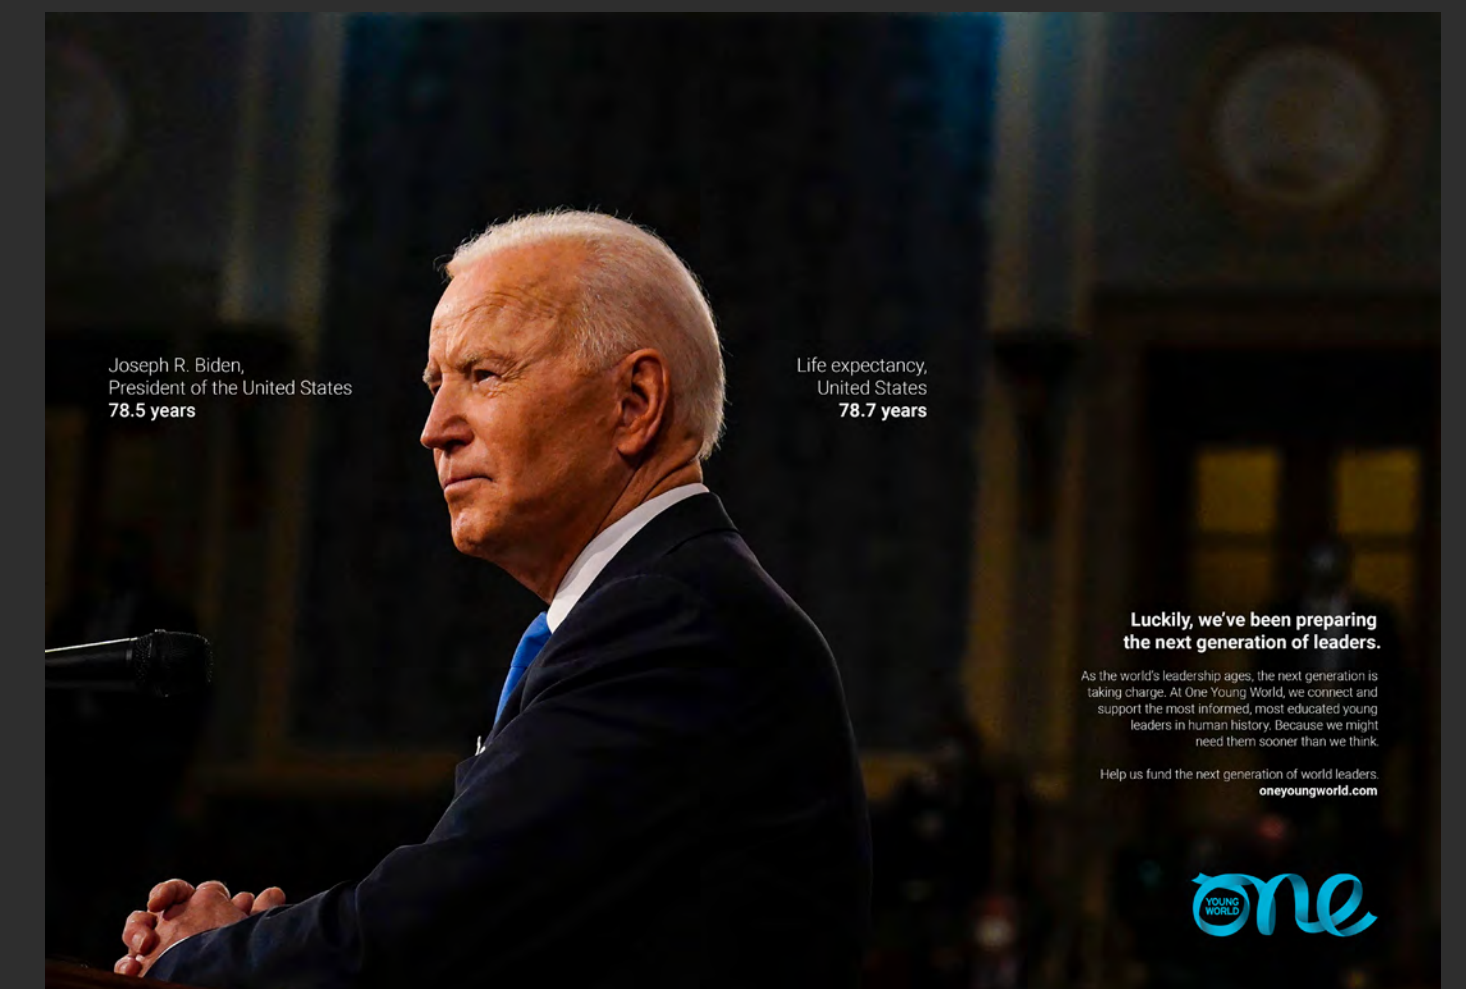 Joseph R. Biden,
President of the United States
78.5 years
Life expectancy,
United States
78.7 years
Luckily, we've been preparing
the next generation of leaders.
As the world's leadership ages, the next generation is
taking charge. At One Young World, we connect and
support the most informed, most educated young
leaders in human history. Because we might
need them sooner than we think.
Help us fund the next generation of world leaders.
oneyoungworld.com
YOUNG
WORLD
one